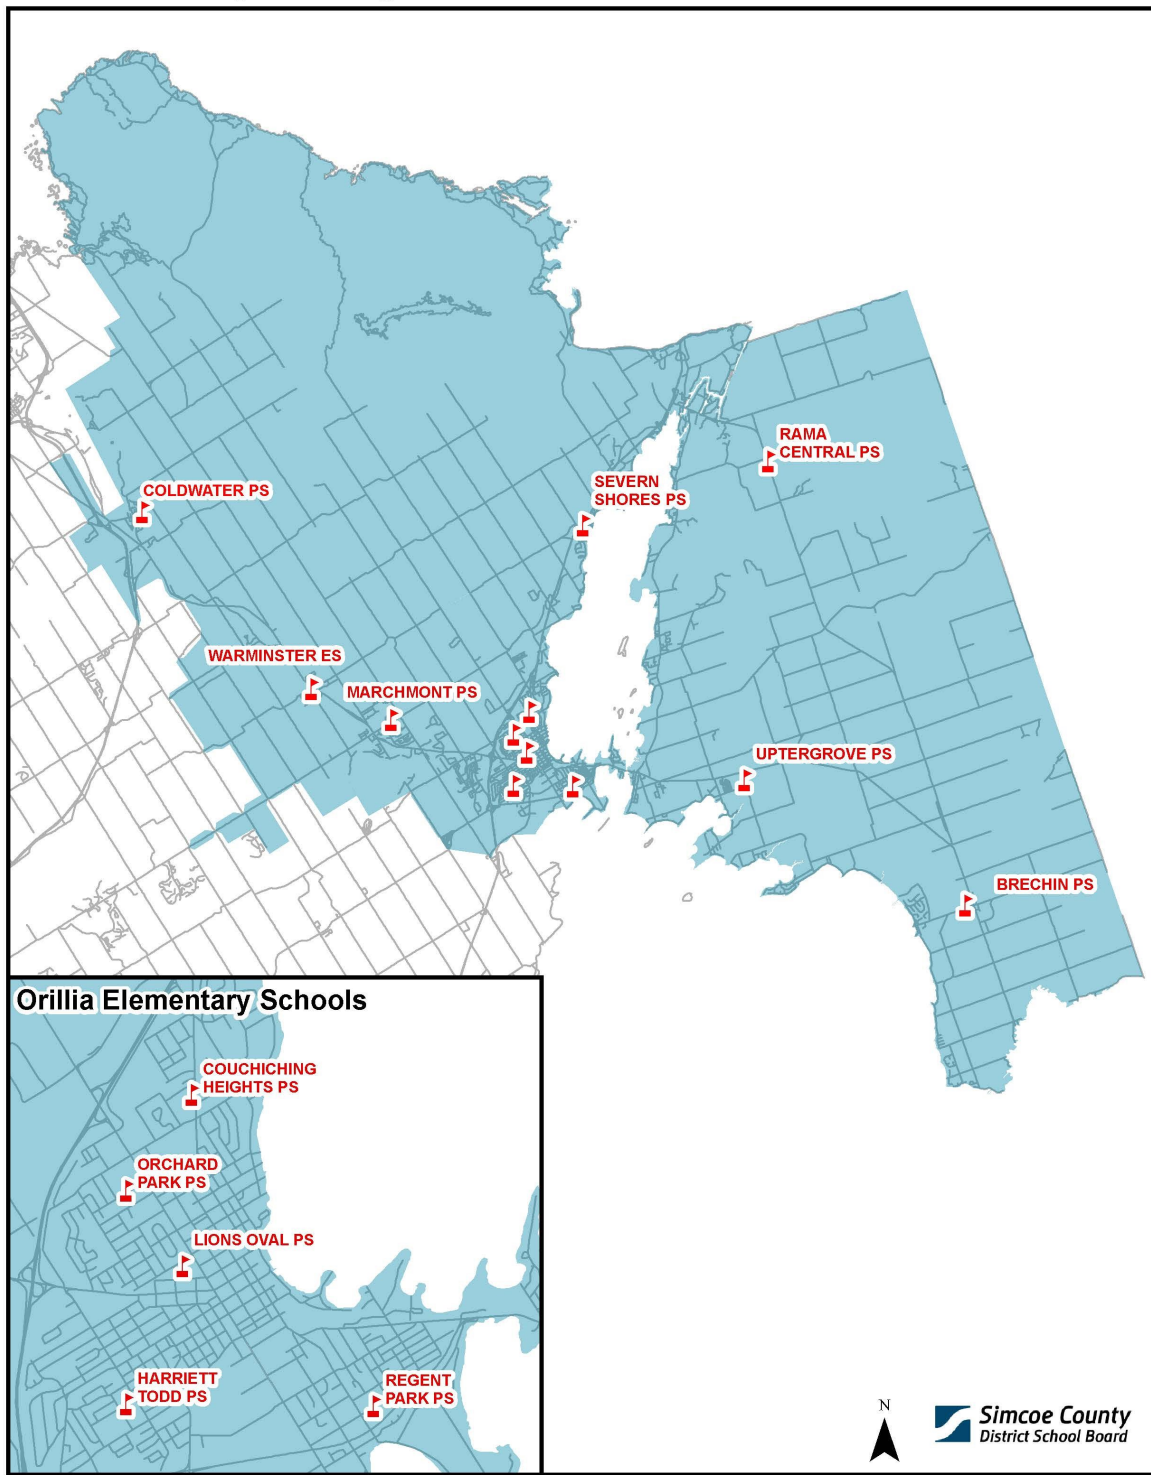 RAMA
CENTRAL PS
SEVERN
SHORES PS
COLDWATER PS
WARMINSTER ES
MARCHMONT PS
UPTERGROVE PS
BRECHIN PS
Orillia Elementary Schools
COUCHICHING
HEIGHTS PS
ORCHARD
PARK PS
LIONS OVAL PS
HARRIETT
TODD PS
REGENT
PARK PS
N
Simcoe County
District School Board